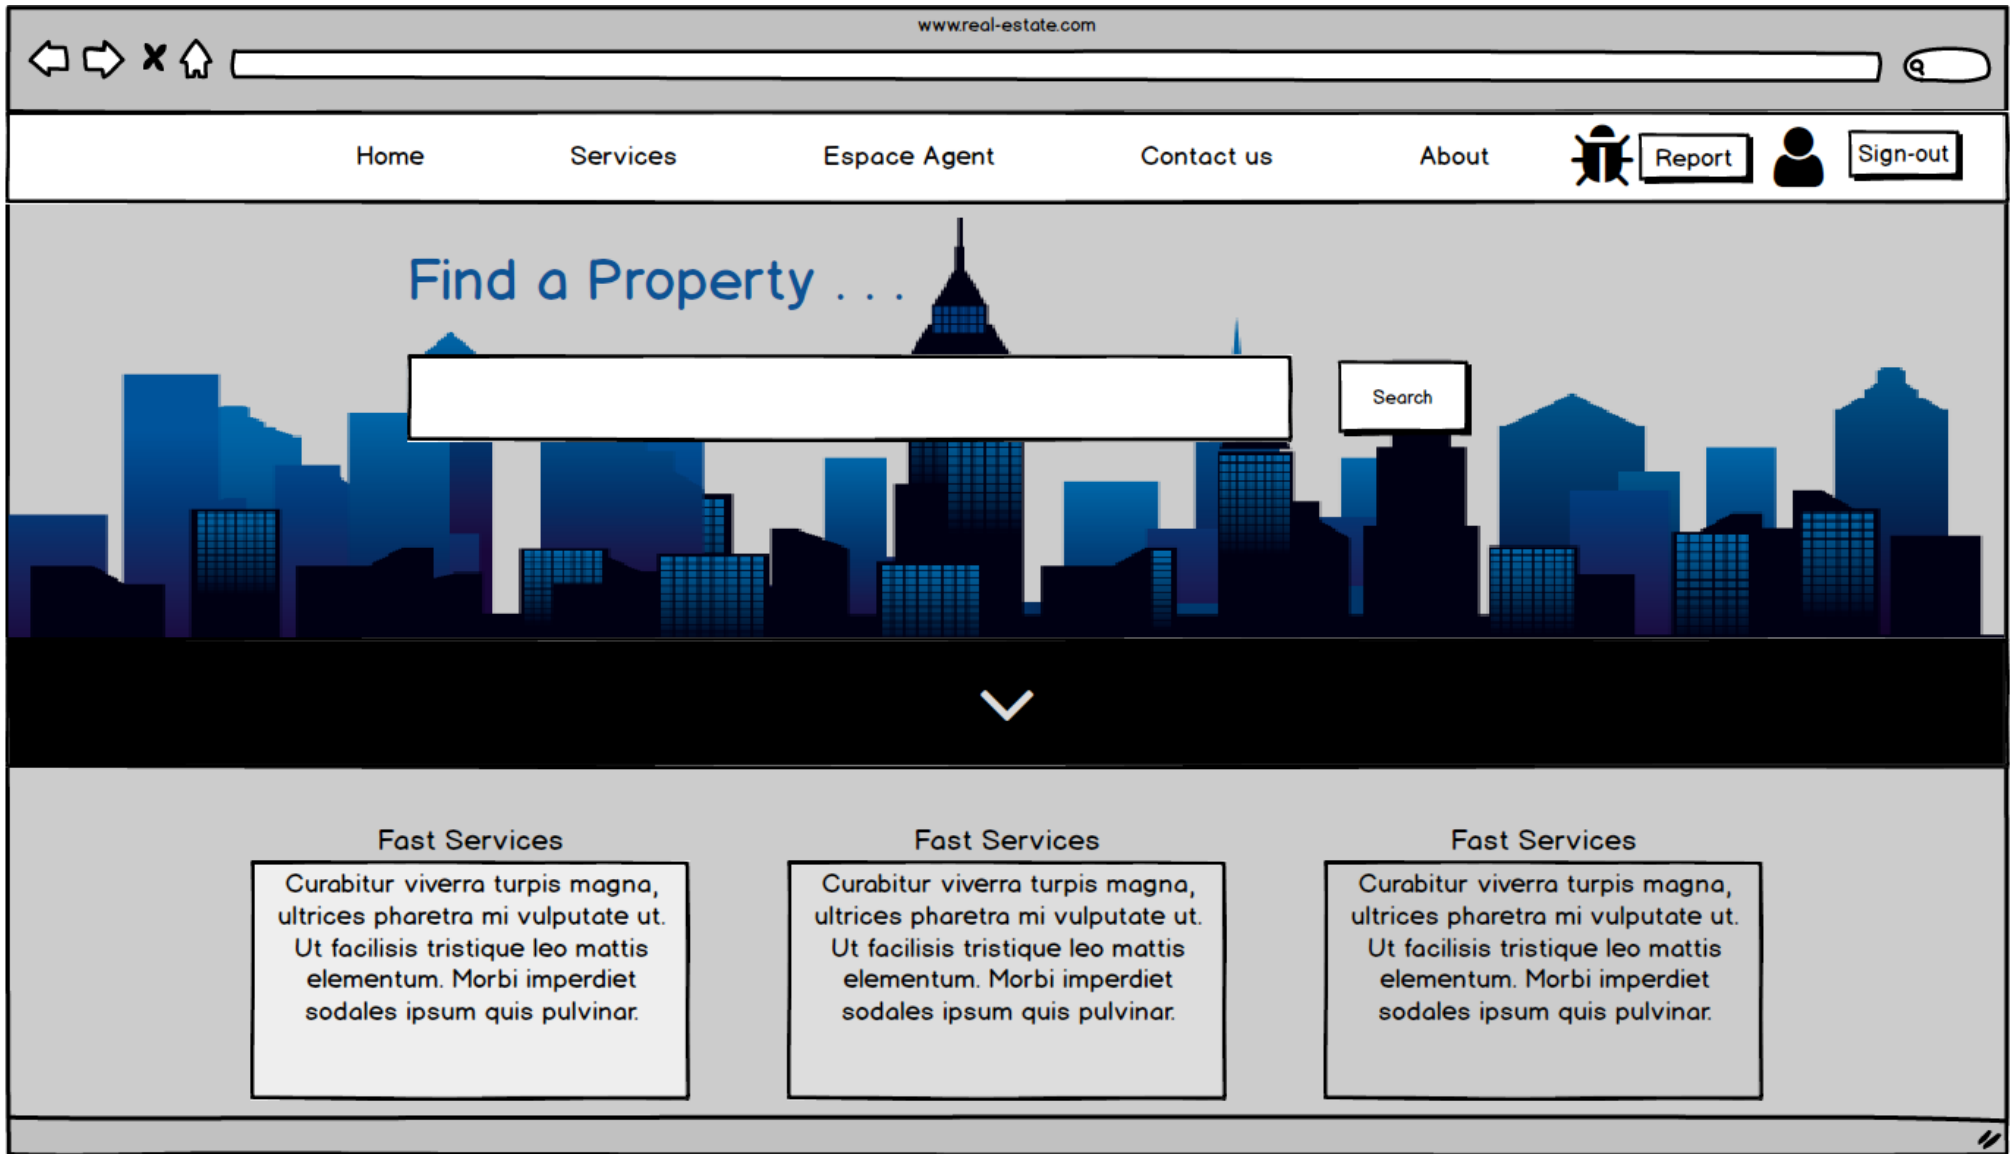 www.real-estate.com
Home Services Espace Agent Contact us About Report Sign-out
Find a Property . . .
Search
Fast Services
Curabitur viverra turpis magna,
ultrices pharetra mi vulputate ut.
Ut facilisis tristique leo mattis
elementum. Morbi imperdiet
sodales ipsum quis pulvinar.
Fast Services
Curabitur viverra turpis magna,
ultrices pharetra mi vulputate ut.
Ut facilisis tristique leo mattis
elementum. Morbi imperdiet
sodales ipsum quis pulvinar.
Fast Services
Curabitur viverra turpis magna,
ultrices pharetra mi vulputate ut.
Ut facilisis tristique leo mattis
elementum. Morbi imperdiet
sodales ipsum quis pulvinar.